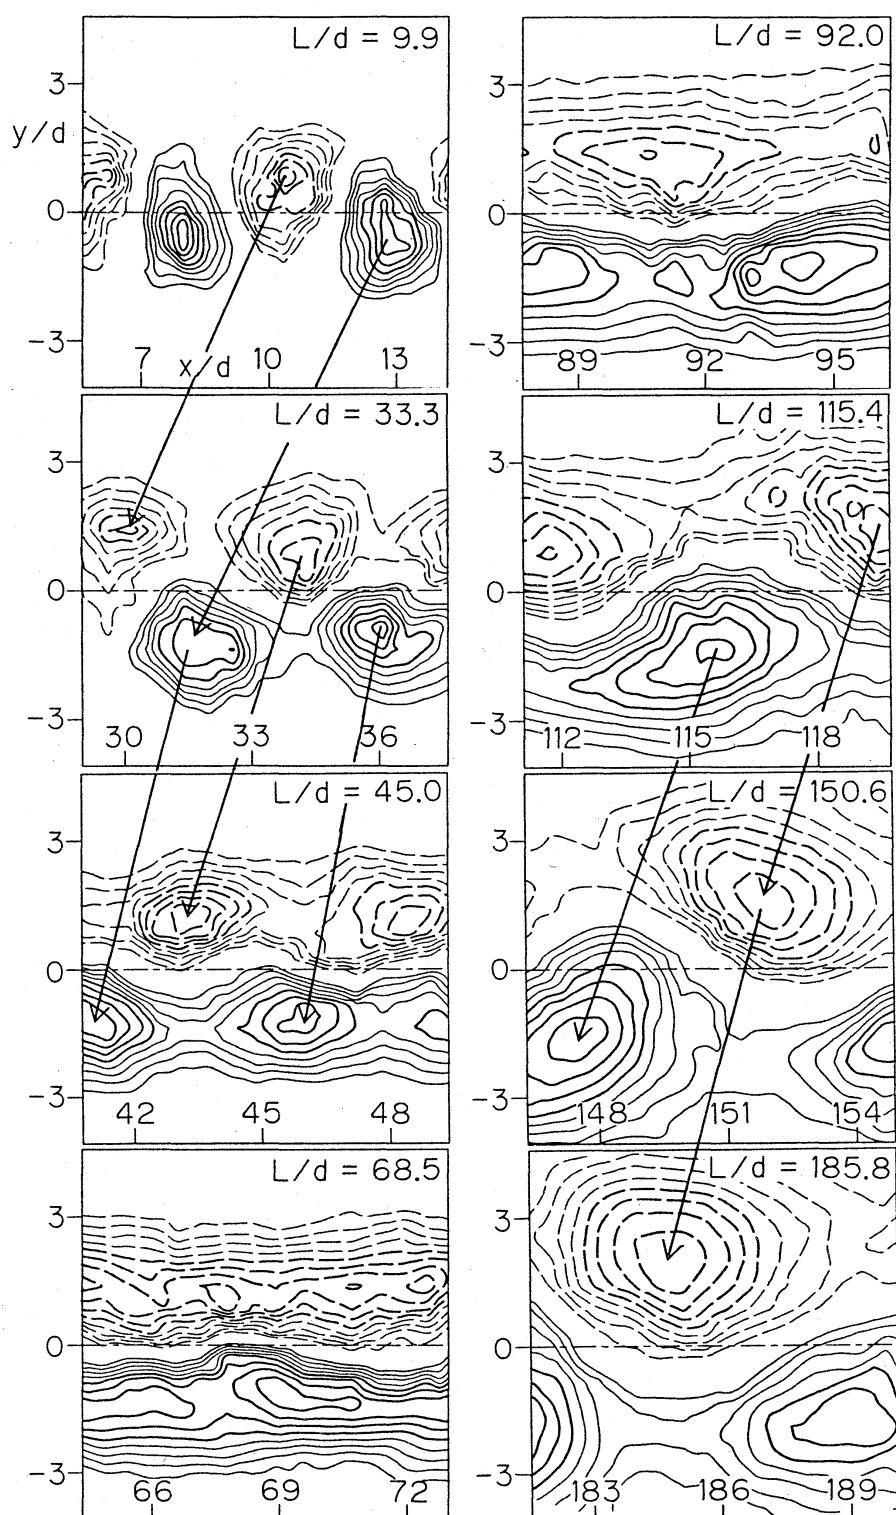 L/d = 9.9
3
y/d
0
-3
7 x/d 10 13
L/d = 33.3
3
0
-3
30 33 36
L/d = 45.0
3
0
-3
42 45 48
L/d = 68.5
3
0
-3
66 69 72
L/d = 92.0
3
0
-3
89 92 95
L/d = 115.4
3
0
-3
112 115 118
L/d = 150.6
3
0
-3
148 151 154
L/d = 185.8
3
0
-3
183 186 189